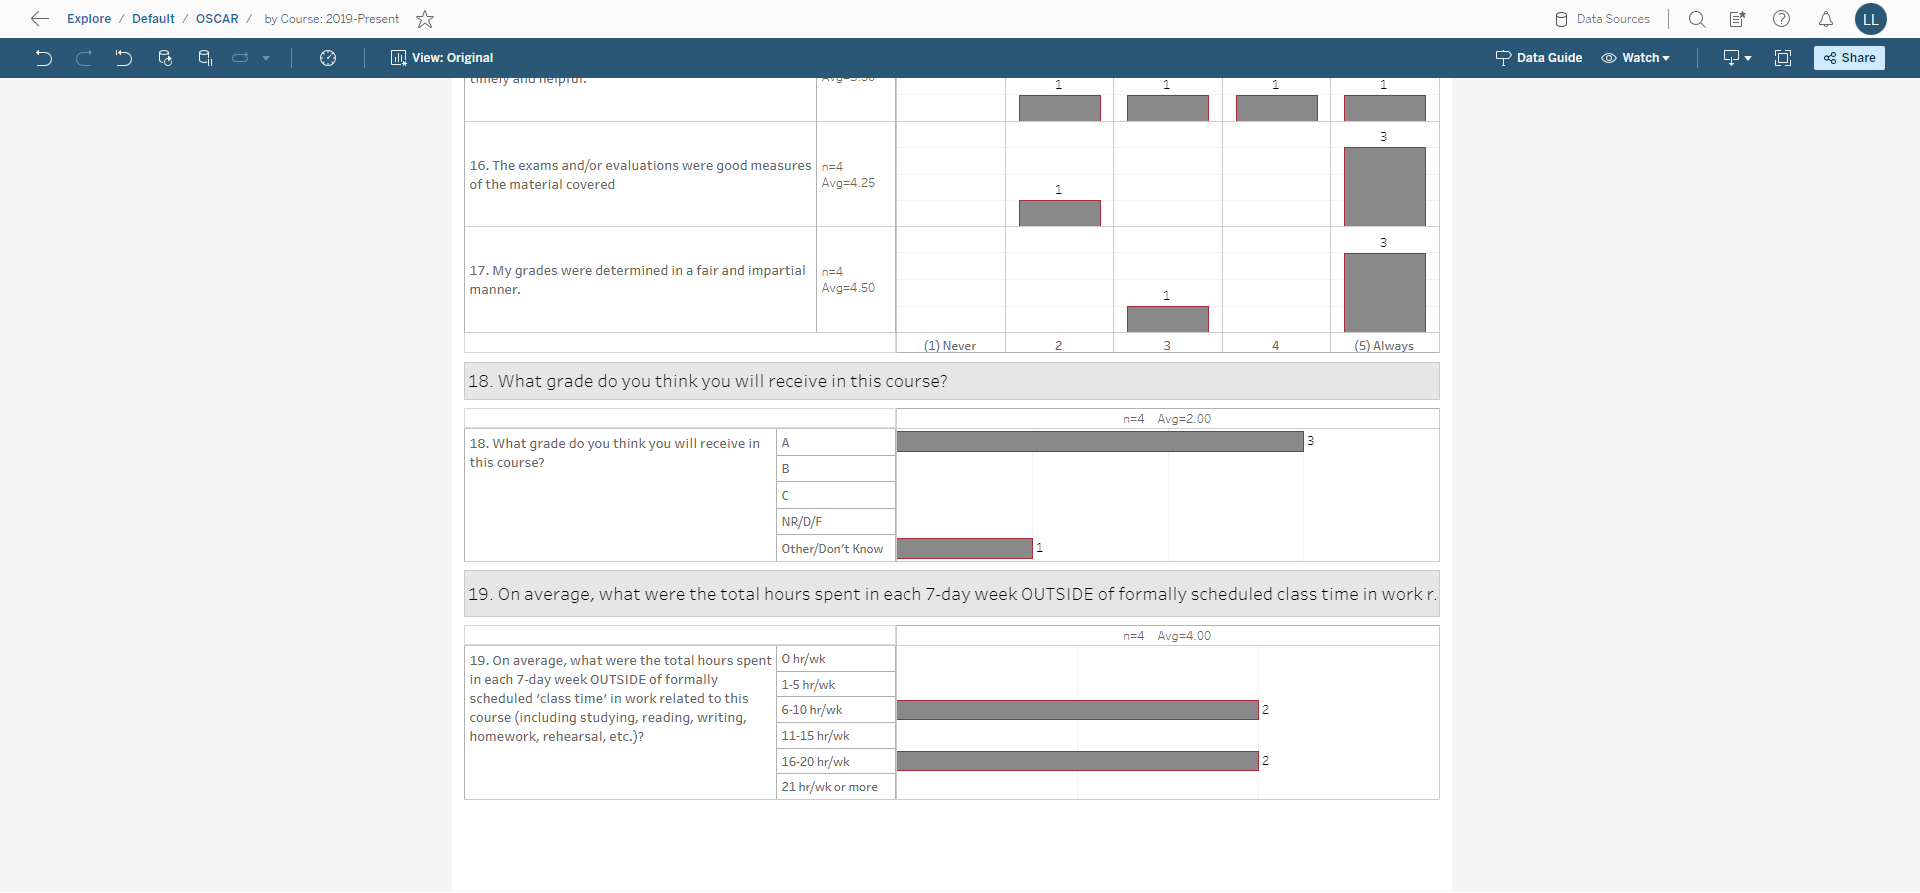 Explore / Default / OSCAR / by Course: 2019-Present
Data Sources
LL
View: Original
Data Guide
Watch
Share
timely and helpful.
Avg=3.50
1 1 1 1
16. The exams and/or evaluations were good measures
of the material covered
n=4
Avg=4.25
1
3
17. My grades were determined in a fair and impartial
manner.
n=4
Avg=4.50
1
3
(1) Never 2 3 4 (5) Always
18. What grade do you think you will receive in this course?
n=4 Avg=2.00
18. What grade do you think you will receive in
this course?
A 3
B
C
NR/D/F
Other/Don't Know 1
19. On average, what were the total hours spent in each 7-day week OUTSIDE of formally scheduled class time in work r.
n=4 Avg=4.00
19. On average, what were the total hours spent
in each 7-day week OUTSIDE of formally
scheduled ‘class time’ in work related to this
course (including studying, reading, writing,
homework, rehearsal, etc.)?
0 hr/wk
1-5 hr/wk
6-10 hr/wk 2
11-15 hr/wk
16-20 hr/wk 2
21 hr/wk or more